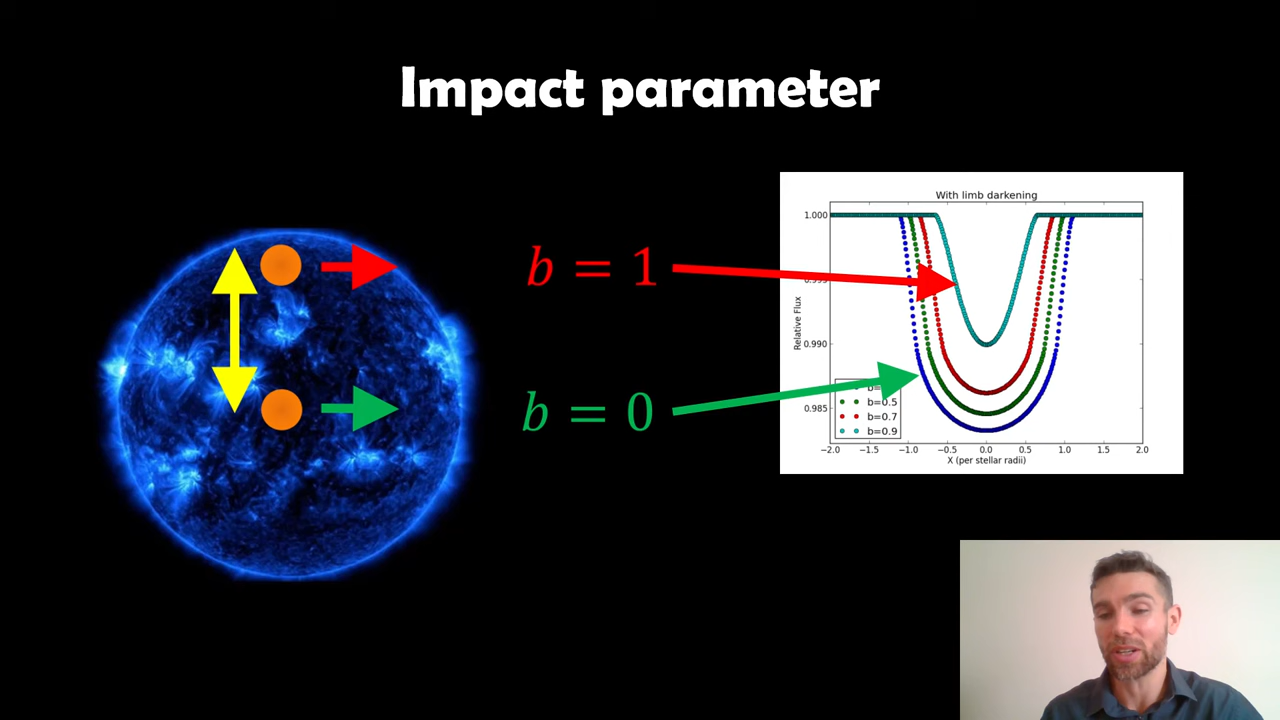 Impact parameter
b = 1
b = 0
With limb darkening
1.000
0.990
0.985
Relative Flux
b=0.5
b=0.7
b=0.9
−2.0 −1.5 −1.0 −0.5 0.0 0.5 1.0 1.5 2.0
X (per stellar radii)